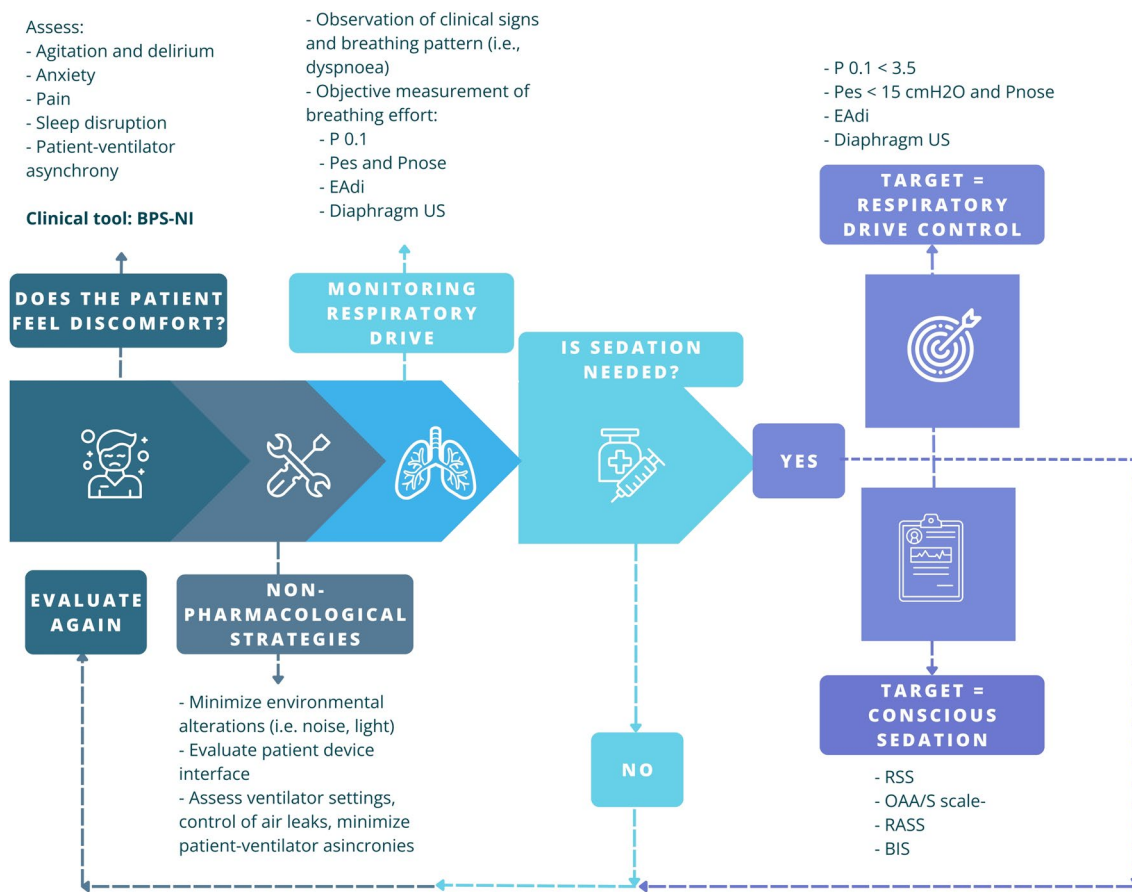 Assess:
- Agitation and delirium
- Anxiety
- Pain
- Sleep disruption
- Patient-ventilator
asynchrony
Clinical tool: BPS-NI
DOES THE PATIENT
FEEL DISCOMFORT?
- Observation of clinical signs
and breathing pattern (i.e.,
dyspnoea)
- Objective measurement of
breathing effort:
- P 0.1
- Pes and Pnose
- EAdi
- Diaphragm US
MONITORING
RESPIRATORY
DRIVE
IS SEDATION
NEEDED?
- P 0.1 < 3.5
- Pes < 15 cmH2O and Pnose
- EAdi
- Diaphragm US
TARGET =
RESPIRATORY
DRIVE CONTROL
YES
EVALUATE
AGAIN
NON-
PHARMACOLOGICAL
STRATEGIES
- Minimize environmental
alterations (i.e. noise, light)
- Evaluate patient device
interface
- Assess ventilator settings,
control of air leaks, minimize
patient-ventilator asincronies
NO
TARGET =
CONSCIOUS
SEDATION
- RSS
- OAA/S scale-
- RASS
- BIS